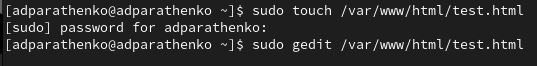 [adparathenko@adparathenko ~]$ sudo touch /var/www/html/test.html
[sudo] password for adparathenko:
[adparathenko@adparathenko ~]$ sudo gedit /var/www/html/test.html